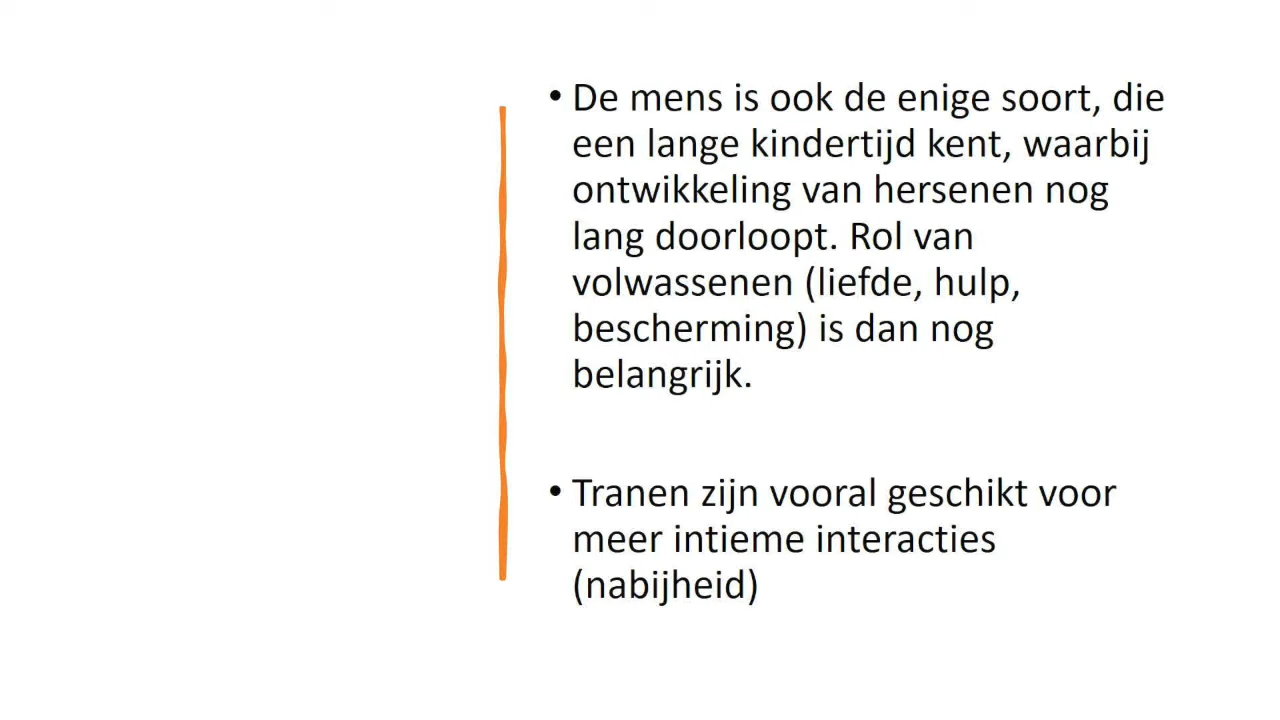 • De mens is ook de enige soort, die
een lange kindertijd kent, waarbij
ontwikkeling van hersenen nog
lang doorloopt. Rol van
volwassenen (liefde, hulp,
bescherming) is dan nog
belangrijk.
• Tranen zijn vooral geschikt voor
meer intieme interacties
(nabijheid)